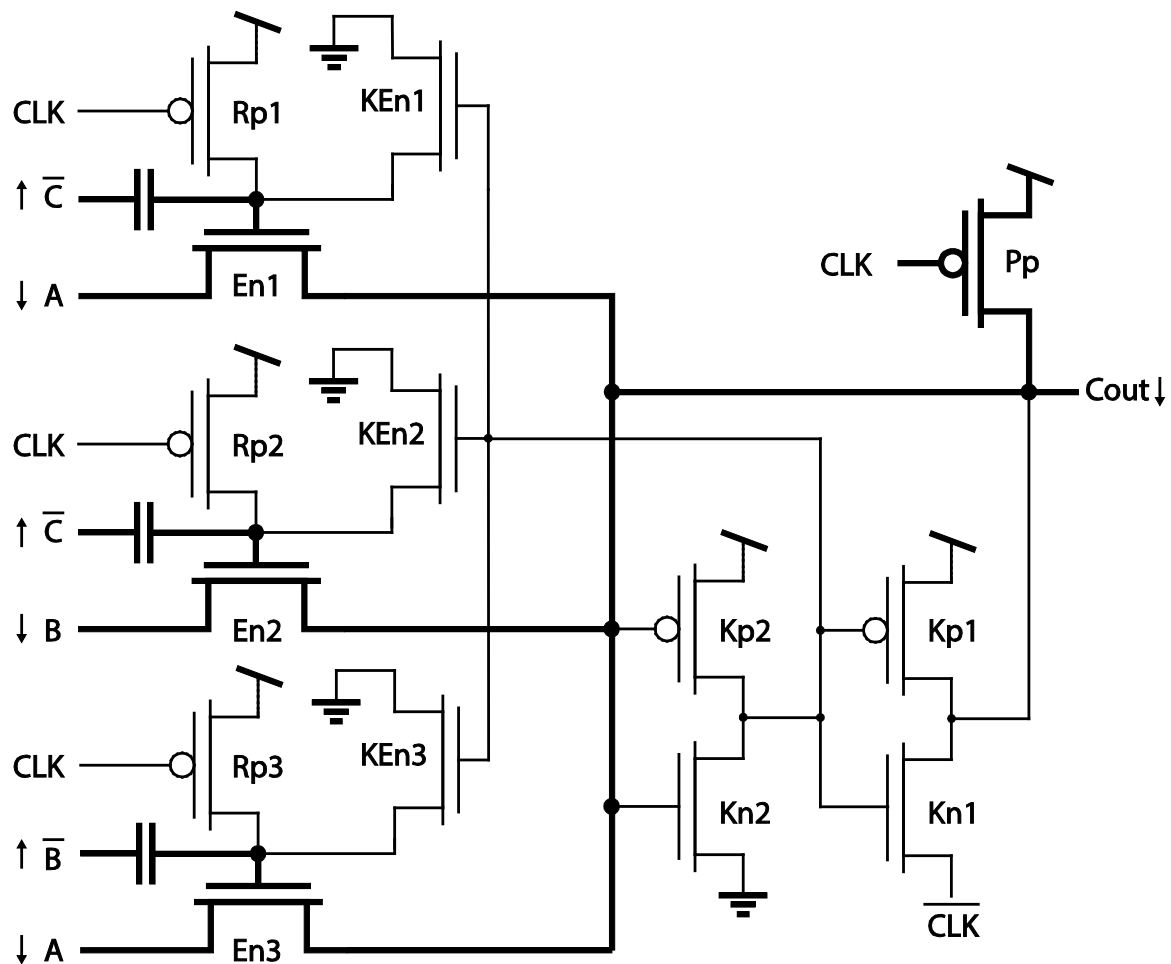 CLK
Rp1
KEn1
↑ C̅
En1
↓ A
CLK
Pp
Cout↓
CLK
Rp2
KEn2
↑ C̅
En2
↓ B
Kp2
Kp1
CLK
Rp3
KEn3
↑ B̅
En3
↓ A
Kn2
Kn1
C̅L̅K̅